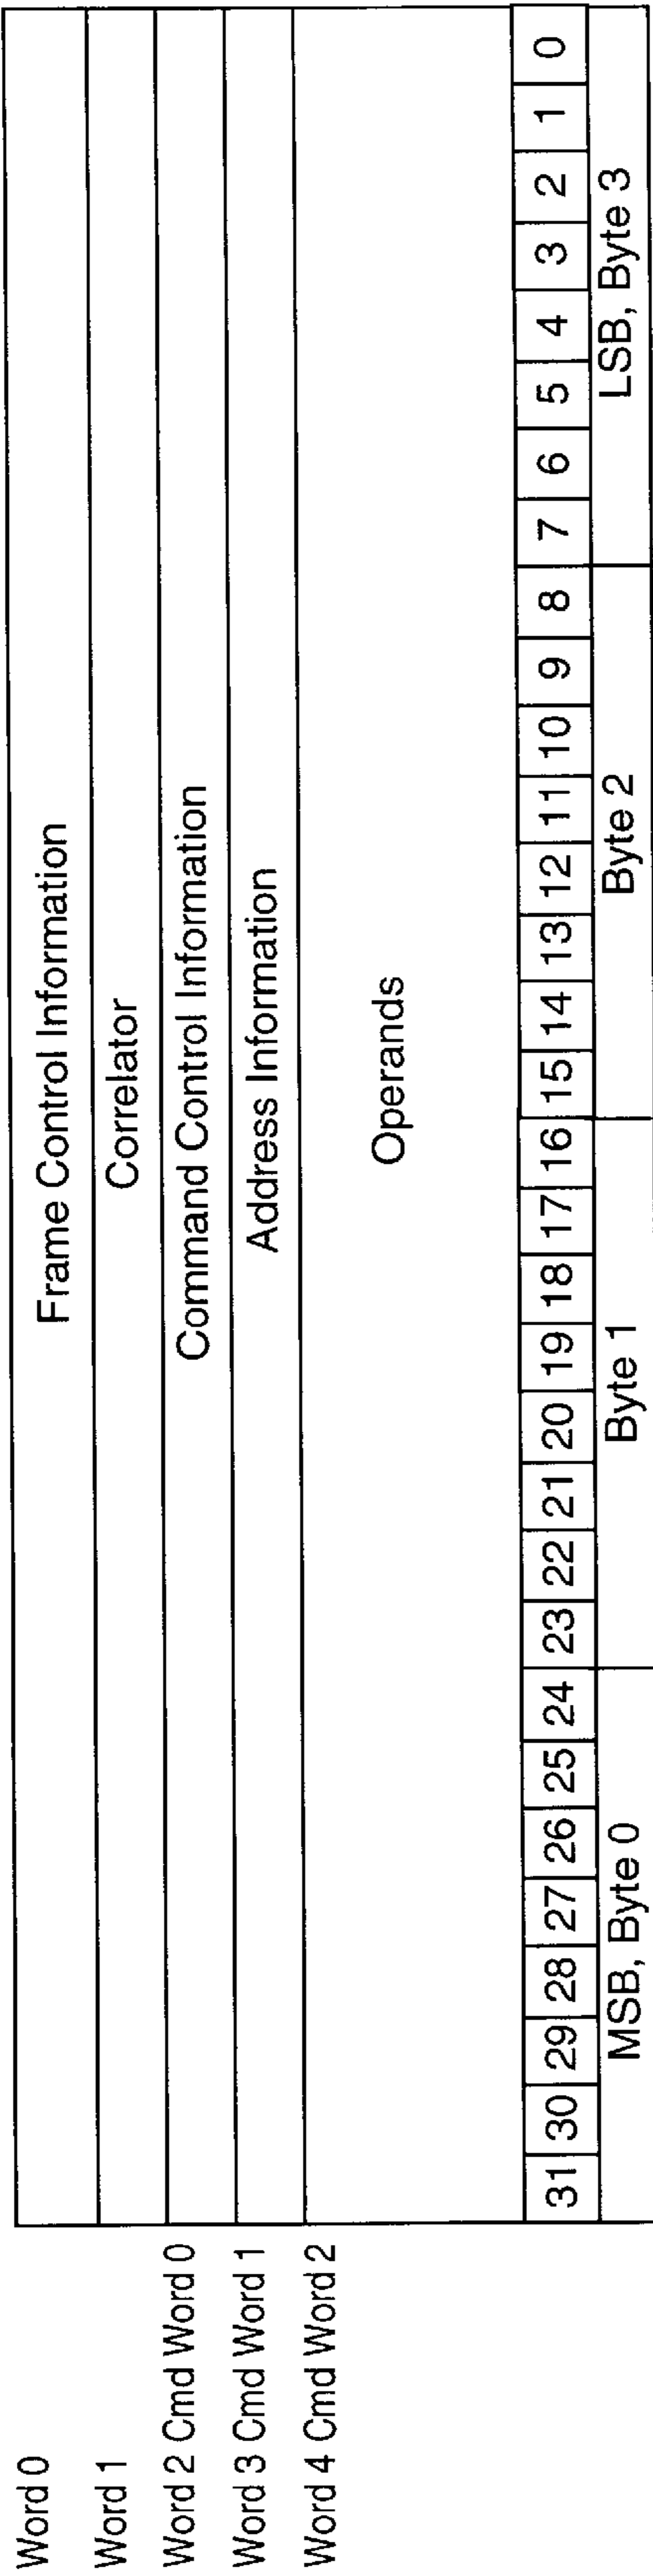 Word 0 Frame Control Information
Word 1 Correlator
Word 2 Cmd Word 0 Command Control Information
Word 3 Cmd Word 1 Address Information
Word 4 Cmd Word 2 Operands
31 30 29 28 27 26 25 24 23 22 21 20 19 18 17 16 15 14 13 12 11 10 9 8 7 6 5 4 3 2 1 0
MSB, Byte 0 Byte 1 Byte 2 LSB, Byte 3